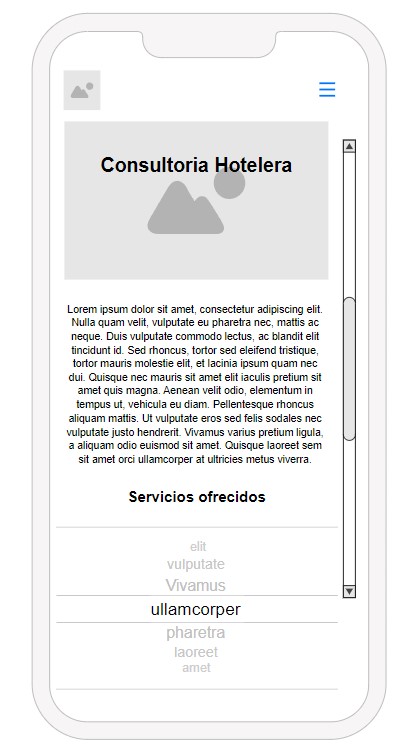 Consultoria Hotelera
Lorem ipsum dolor sit amet, consectetur adipiscing elit.
Nulla quam velit, vulputate eu pharetra nec, mattis ac
neque. Duis vulputate commodo lectus, ac blandit elit
tincidunt id. Sed rhoncus, tortor sed eleifend tristique,
tortor mauris molestie elit, et lacinia ipsum quam nec
dui. Quisque nec mauris sit amet elit iaculis pretium sit
amet quis magna. Aenean velit odio, elementum in
tempus ut, vehicula eu diam. Pellentesque rhoncus
aliquam mattis. Ut vulputate eros sed felis sodales nec
vulputate justo hendrerit. Vivamus varius pretium ligula,
a aliquam odio euismod sit amet. Quisque laoreet sem
sit amet orci ullamcorper at ultricies metus viverra.
Servicios ofrecidos
elit
vulputate
Vivamus
ullamcorper
pharetra
laoreet
amet